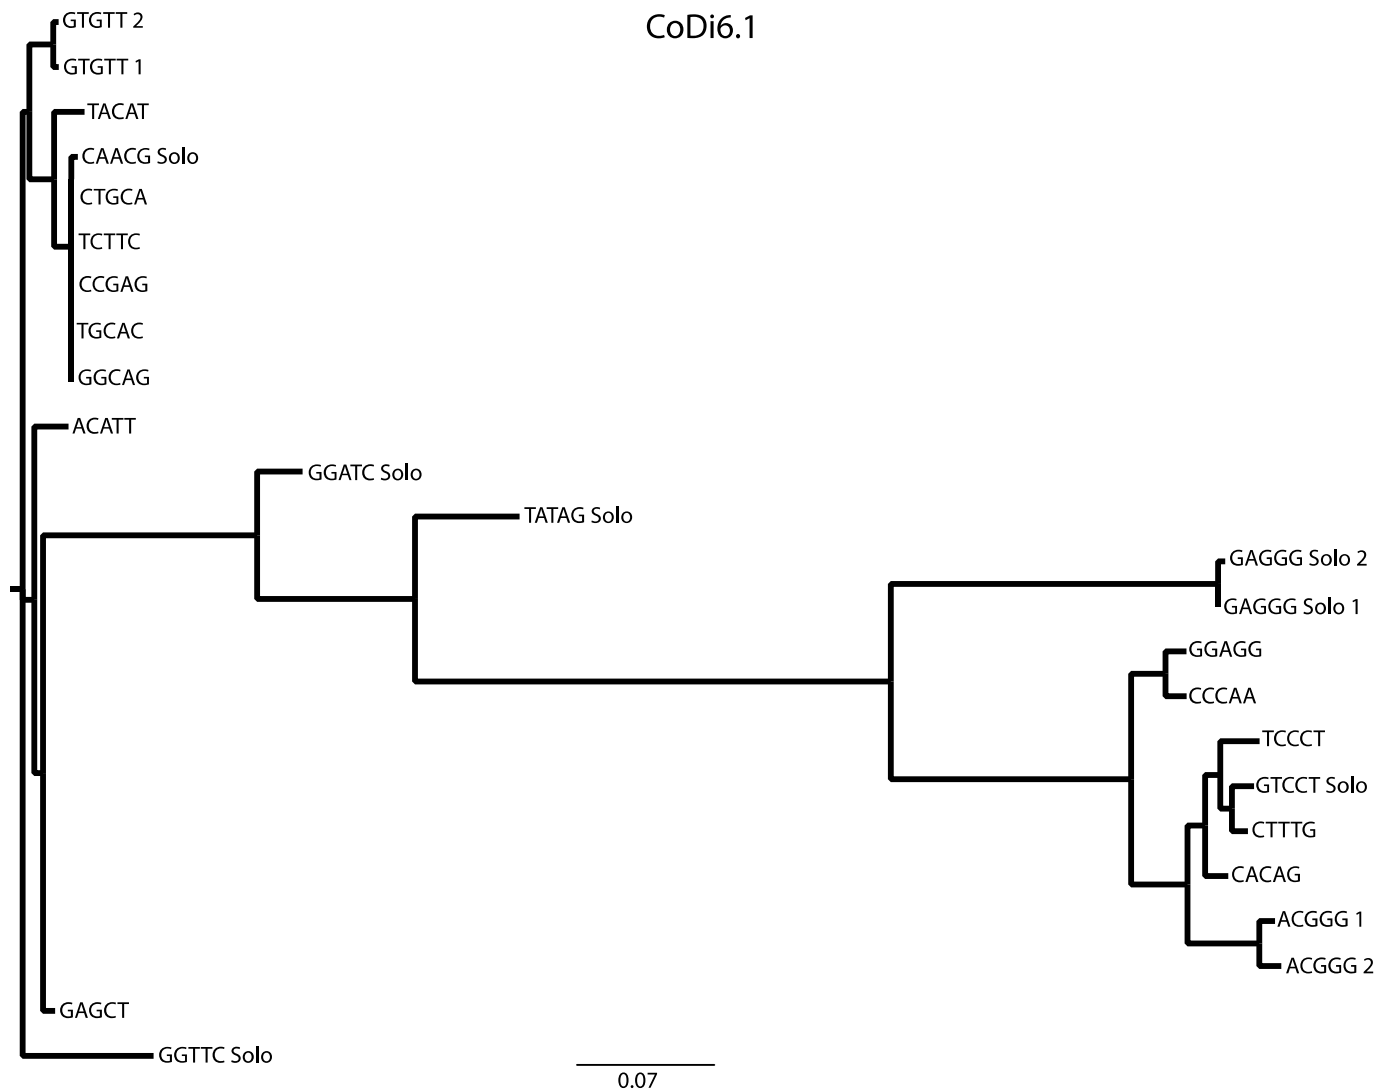 CoDi6.1
GTGTT 2
GTGTT 1
TACAT
CAACG Solo
CTGCA
TCTTC
CCGAG
TGCAC
GGCAG
ACATT
GGATC Solo
TATAG Solo
GAGGG Solo 2
GAGGG Solo 1
GGAGG
CCCAA
TCCCT
GTCCT Solo
CTTTG
CACAG
ACGGG 1
ACGGG 2
GAGCT
GGTTC Solo
0.07